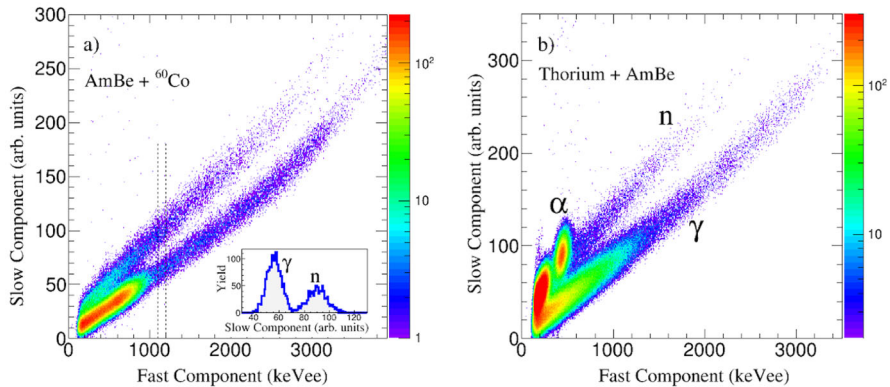 a)
AmBe + ⁶⁰Co
Slow Component (arb. units)
300
250
200
150
100
50
0
0
1000
2000
3000
Fast Component (keVee)
10²
10
1
Yield
100
50
0
γ
n
40
60
80
100
120
Slow Component (arb. units)
b)
Thorium + AmBe
Slow Component (arb. units)
300
200
100
0
0
1000
2000
3000
Fast Component (keVee)
n
α
γ
10²
10